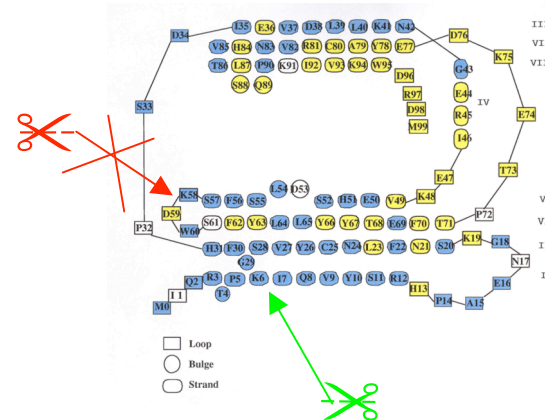 I35 E36 V37 D38 L39 L40 K41 N42 III
D34 D76
V85 H84 N83 V82 R81 C80 A79 Y78 E77 VI
K75
T86 L87 P90 K91 I92 V93 K94 W95 G43 VII
S88 Q89 D96
R97 E44
S33 D98 R45 IV E74
M99 I46
T73
E47
K58 L54 D53 K48
S57 F56 S55 S52 H51 E50 V49 V
D59 P72
S61 F62 Y63 L64 L65 Y66 Y67 T68 E69 F70 T71 V
P32 W60
H31 F30 S28 V27 Y26 C25 N24 L23 F22 N21 S20 K19 G18 I
G29 N17
Q2 R3 P5 K6 I7 Q8 V9 Y10 S11 R12 E16 I
I 1 T4 H13
M0 P14 A15
Loop
Bulge
Strand